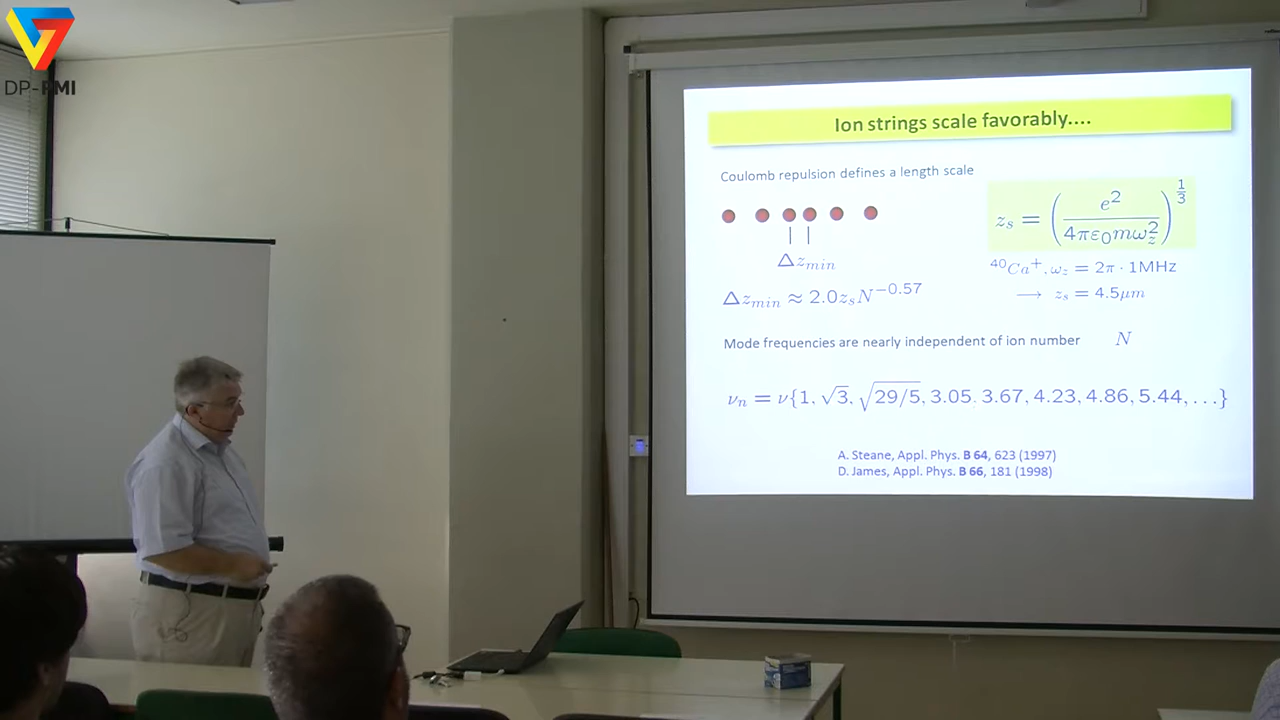 DP-PMI
Ion strings scale favorably....
Coulomb repulsion defines a length scale
z_s = (e^2 / 4πε_0 m ω_z^2)^{1/3}
Δz_min
^{40}Ca^+, ω_z = 2π · 1MHz
→ z_s = 4.5μm
Δz_min ≈ 2.0z_s N^{-0.57}
Mode frequencies are nearly independent of ion number N
ν_n = ν{1, √3, √29/5, 3.05, 3.67, 4.23, 4.86, 5.44, ...}
A. Steane, Appl. Phys. B 64, 623 (1997)
D. James, Appl. Phys. B 66, 181 (1998)